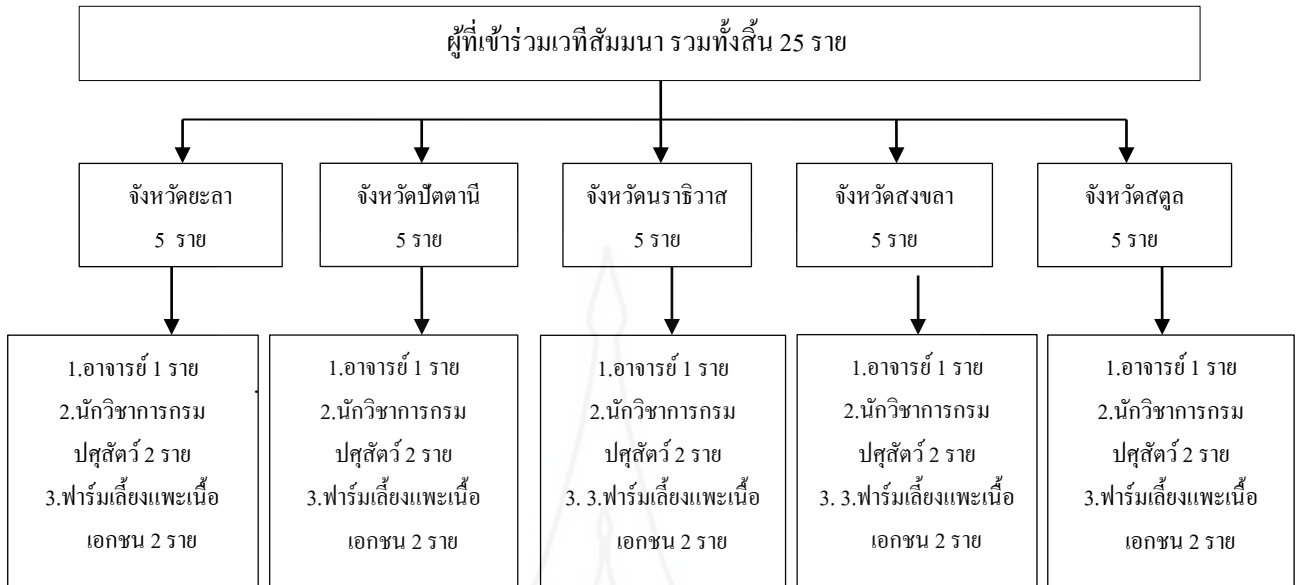 ผู้ที่เข้าร่วมเวทีสัมมนา รวมทั้งสิ้น 25 ราย
จังหวัดยะลา
5 ราย
จังหวัดปัตตานี
5 ราย
จังหวัดนราธิวาส
5 ราย
จังหวัดสงขลา
5 ราย
จังหวัดสตูล
5 ราย
1.อาจารย์ 1 ราย
2.นักวิชาการกรม
ปศุสัตว์ 2 ราย
3.ฟาร์มเลี้ยงแพะเนื้อ
เอกชน 2 ราย
1.อาจารย์ 1 ราย
2.นักวิชาการกรม
ปศุสัตว์ 2 ราย
3.ฟาร์มเลี้ยงแพะเนื้อ
เอกชน 2 ราย
1.อาจารย์ 1 ราย
2.นักวิชาการกรม
ปศุสัตว์ 2 ราย
3. 3.ฟาร์มเลี้ยงแพะเนื้อ
เอกชน 2 ราย
1.อาจารย์ 1 ราย
2.นักวิชาการกรม
ปศุสัตว์ 2 ราย
3. 3.ฟาร์มเลี้ยงแพะเนื้อ
เอกชน 2 ราย
1.อาจารย์ 1 ราย
2.นักวิชาการกรม
ปศุสัตว์ 2 ราย
3.ฟาร์มเลี้ยงแพะเนื้อ
เอกชน 2 ราย